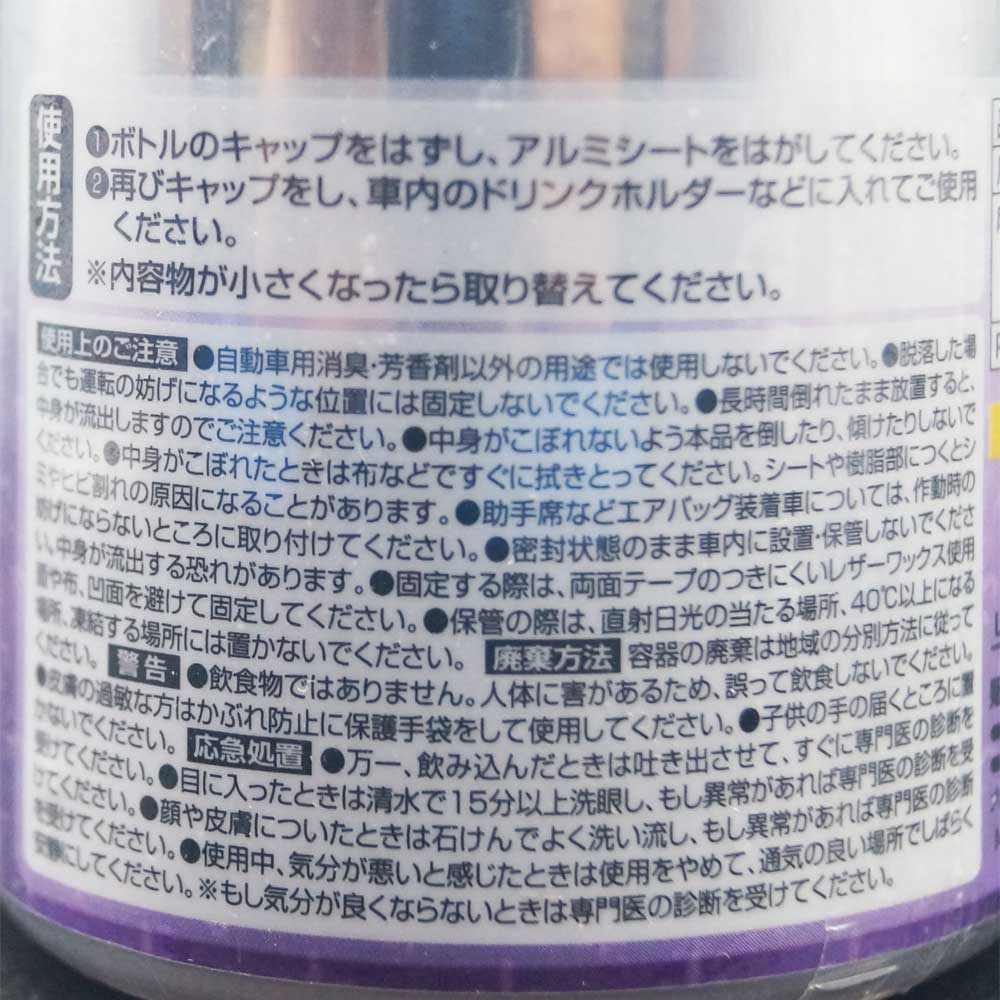 使用方法
❶ボトルのキャップをはずし、アルミシートをはがしてください。
❷再びキャップをし、車内のドリンクホルダーなどに入れてご使用
ください。
※内容物が小さくなったら取り替えてください。
使用上のご注意 ●自動車用消臭・芳香剤以外の用途では使用しないでください。●脱落した場
合でも運転の妨げになるような位置には固定しないでください。●長時間倒れたまま放置すると、
中身が流出しますのでご注意ください。●中身がこぼれないよう本品を倒したり、傾けたりしないで
ください。●中身がこぼれたときは布などですぐに拭きとってください。シートや樹脂部につくとシ
ミやヒビ割れの原因になることがあります。●助手席などエアバッグ装着車については、作動時の
妨げにならないところに取り付けてください。●密封状態のまま車内に設置・保管しないでくださ
い。中身が流出する恐れがあります。●固定する際は、両面テープのつきにくいレザーワックス使用
面や布、凹面を避けて固定してください。●保管の際は、直射日光の当たる場所、40℃以上になる
場所、凍結する場所には置かないでください。 廃棄方法 容器の廃棄は地域の分別方法に従って
ください。 警告 ●飲食物ではありません。人体に害があるため、誤って飲食しないでください。
●皮膚の過敏な方はかぶれ防止に保護手袋をして使用してください。●子供の手の届くところに置
かないでください。 応急処置 ●万一、飲み込んだときは吐き出させて、すぐに専門医の診断を
受けてください。●目に入ったときは清水で15分以上洗眼し、もし異常があれば専門医の診断を受
けてください。●顔や皮膚についたときは石けんでよく洗い流し、もし異常があれば専門医の診断
を受けてください。●使用中、気分が悪いと感じたときは使用をやめて、通気の良い場所でしばらく
安静にしてください。※もし気分が良くならないときは専門医の診断を受けてください。